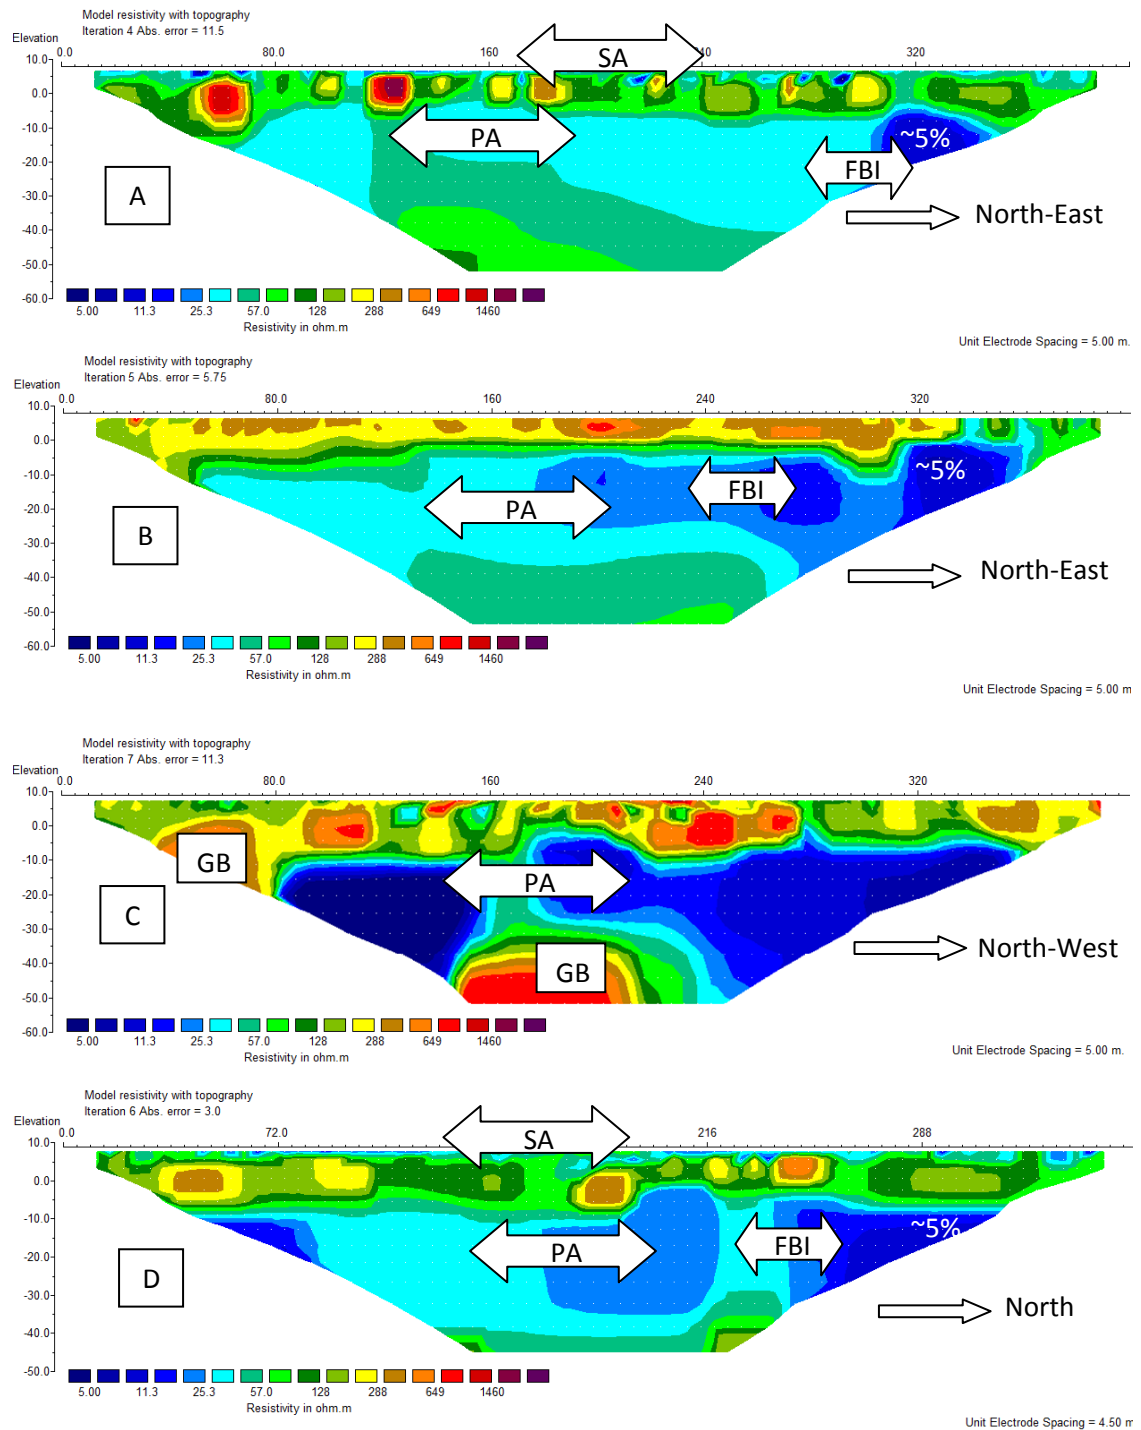 Model resistivity with topography
Iteration 4 Abs. error = 11.5
Elevation
0.0 80.0 160 240 320
SA
10.0
0.0
-10.0
-20.0
-30.0
-40.0
-50.0
-60.0
PA
~5%
FBI
A
North-East
5.00 11.3 25.3 57.0 128 288 649 1460
Resistivity in ohm.m
Unit Electrode Spacing = 5.00 m.
Model resistivity with topography
Iteration 5 Abs. error = 5.75
Elevation
0.0 80.0 160 240 320
10.0
0.0
-10.0
-20.0
-30.0
-40.0
-50.0
-60.0
~5%
FBI
PA
B
North-East
5.00 11.3 25.3 57.0 128 288 649 1460
Resistivity in ohm.m
Unit Electrode Spacing = 5.00 m
Model resistivity with topography
Iteration 7 Abs. error = 11.3
Elevation
0.0 80.0 160 240 320
10.0
0.0
-10.0
-20.0
-30.0
-40.0
-50.0
-60.0
GB
PA
C
GB
North-West
5.00 11.3 25.3 57.0 128 288 649 1460
Resistivity in ohm.m
Unit Electrode Spacing = 5.00 m.
Model resistivity with topography
Iteration 6 Abs. error = 3.0
Elevation
0.0 72.0 216 288
SA
10.0
0.0
-10.0
-20.0
-30.0
-40.0
-50.0
~5%
PA
FBI
D
North
5.00 11.3 25.3 57.0 128 288 649 1460
Resistivity in ohm.m
Unit Electrode Spacing = 4.50 m